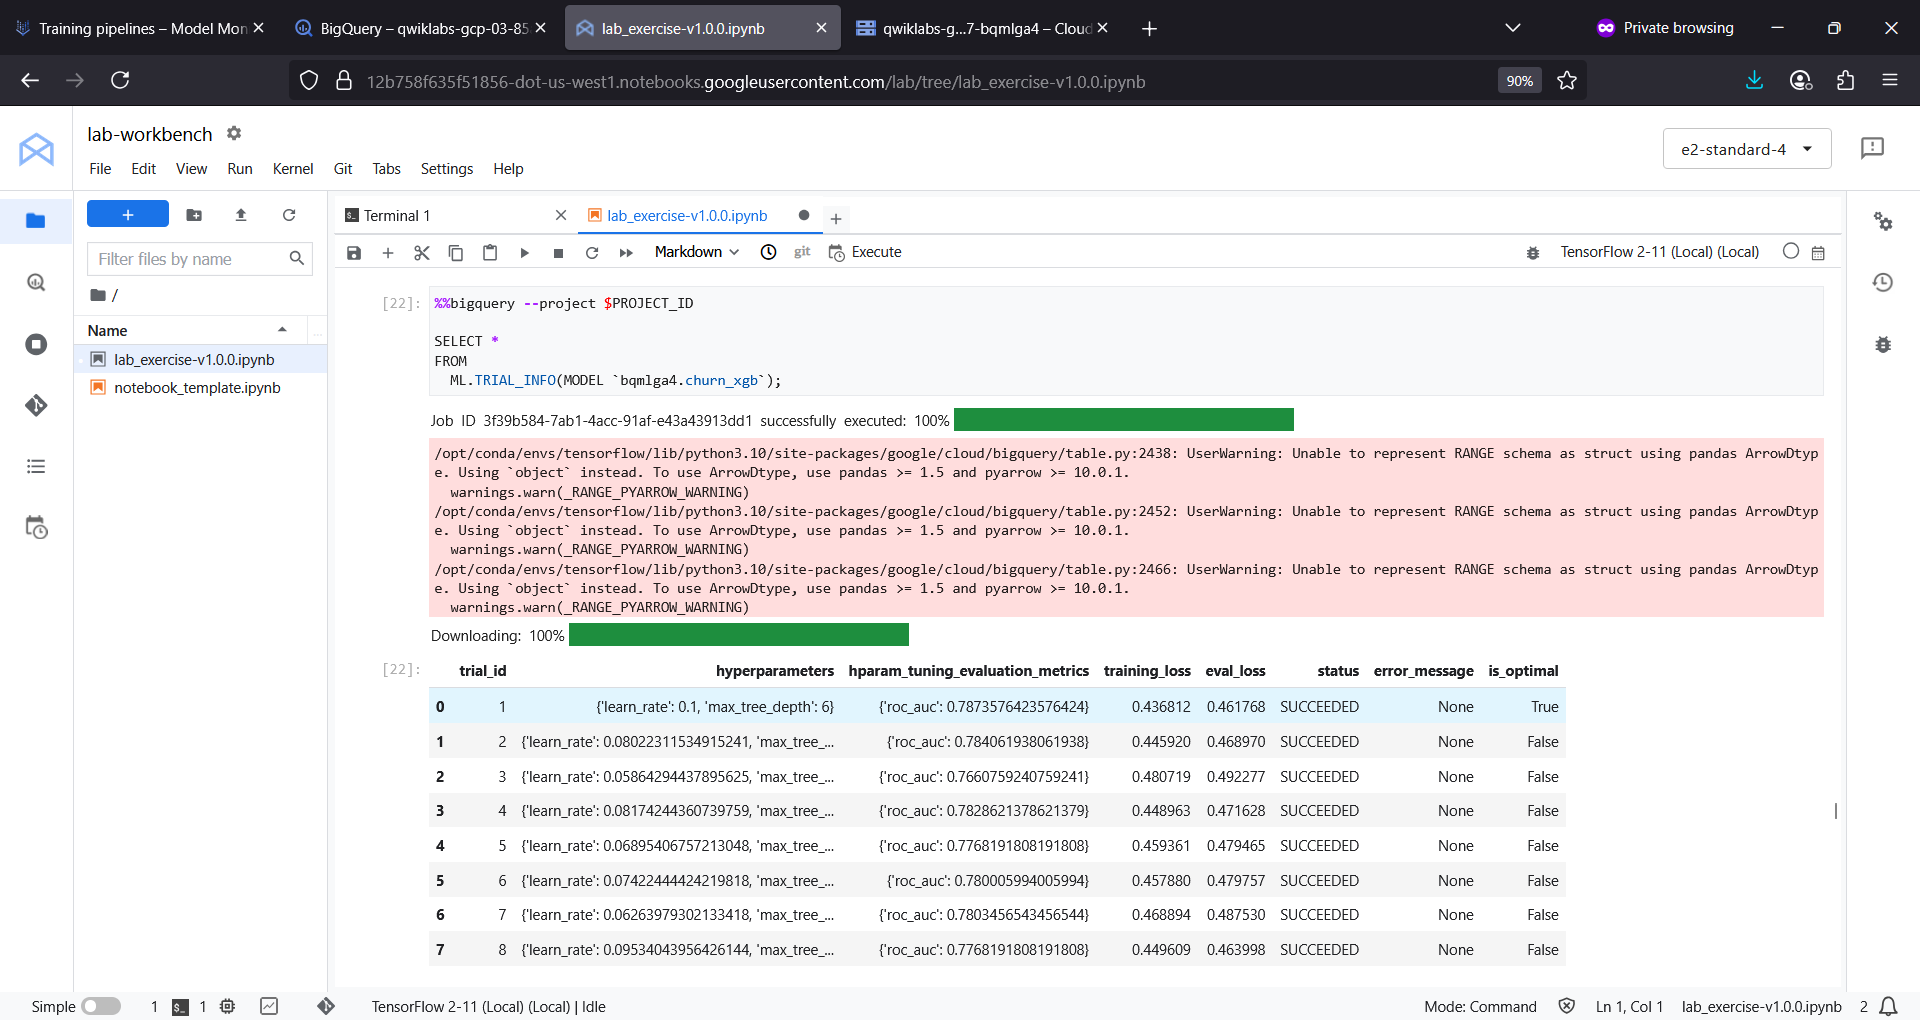 Training pipelines – Model Mon
BigQuery – qwiklabs-gcp-03-85
lab_exercise-v1.0.0.ipynb
qwiklabs-g...7-bqmlga4 – Cloud
Private browsing
12b758f635f51856-dot-us-west1.notebooks.googleusercontent.com/lab/tree/lab_exercise-v1.0.0.ipynb
90%
lab-workbench
e2-standard-4
File Edit View Run Kernel Git Tabs Settings Help
Filter files by name
/
Name
lab_exercise-v1.0.0.ipynb
notebook_template.ipynb
Terminal 1
lab_exercise-v1.0.0.ipynb
Markdown
git
Execute
TensorFlow 2-11 (Local) (Local)
[22]:
%%bigquery --project $PROJECT_ID
SELECT *
FROM
ML.TRIAL_INFO(MODEL `bqmlga4.churn_xgb`);
Job ID 3f39b584-7ab1-4acc-91af-e43a43913dd1 successfully executed: 100%
/opt/conda/envs/tensorflow/lib/python3.10/site-packages/google/cloud/bigquery/table.py:2438: UserWarning: Unable to represent RANGE schema as struct using pandas ArrowDtyp
e. Using `object` instead. To use ArrowDtype, use pandas >= 1.5 and pyarrow >= 10.0.1.
warnings.warn(_RANGE_PYARROW_WARNING)
/opt/conda/envs/tensorflow/lib/python3.10/site-packages/google/cloud/bigquery/table.py:2452: UserWarning: Unable to represent RANGE schema as struct using pandas ArrowDtyp
e. Using `object` instead. To use ArrowDtype, use pandas >= 1.5 and pyarrow >= 10.0.1.
warnings.warn(_RANGE_PYARROW_WARNING)
/opt/conda/envs/tensorflow/lib/python3.10/site-packages/google/cloud/bigquery/table.py:2466: UserWarning: Unable to represent RANGE schema as struct using pandas ArrowDtyp
e. Using `object` instead. To use ArrowDtype, use pandas >= 1.5 and pyarrow >= 10.0.1.
warnings.warn(_RANGE_PYARROW_WARNING)
Downloading: 100%
[22]:
trial_id hyperparameters hparam_tuning_evaluation_metrics training_loss eval_loss status error_message is_optimal
0 1 {'learn_rate': 0.1, 'max_tree_depth': 6} {'roc_auc': 0.7873576423576424} 0.436812 0.461768 SUCCEEDED None True
1 2 {'learn_rate': 0.08022311534915241, 'max_tree_... {'roc_auc': 0.784061938061938} 0.445920 0.468970 SUCCEEDED None False
2 3 {'learn_rate': 0.05864294437895625, 'max_tree_... {'roc_auc': 0.7660759240759241} 0.480719 0.492277 SUCCEEDED None False
3 4 {'learn_rate': 0.08174244360739759, 'max_tree_... {'roc_auc': 0.7828621378621379} 0.448963 0.471628 SUCCEEDED None False
4 5 {'learn_rate': 0.06895406757213048, 'max_tree_... {'roc_auc': 0.7768191808191808} 0.459361 0.479465 SUCCEEDED None False
5 6 {'learn_rate': 0.07422444424219818, 'max_tree_... {'roc_auc': 0.780005994005994} 0.457880 0.479757 SUCCEEDED None False
6 7 {'learn_rate': 0.06263979302133418, 'max_tree_... {'roc_auc': 0.7803456543456544} 0.468894 0.487530 SUCCEEDED None False
7 8 {'learn_rate': 0.09534043956426144, 'max_tree_... {'roc_auc': 0.7768191808191808} 0.449609 0.463998 SUCCEEDED None False
Simple
1
1
TensorFlow 2-11 (Local) (Local) | Idle
Mode: Command
Ln 1, Col 1
lab_exercise-v1.0.0.ipynb
2